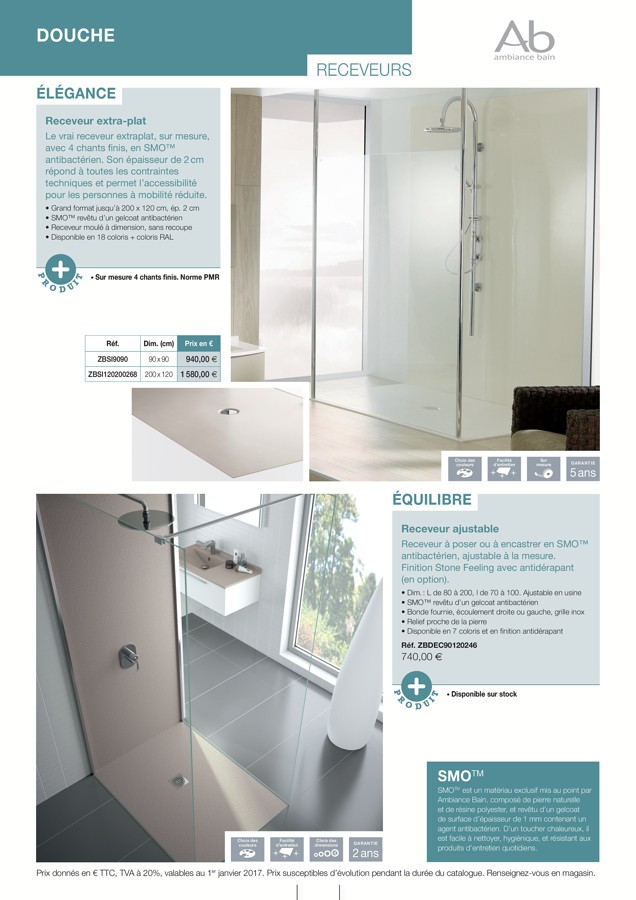 DOUCHE
Ab
ambiance bain
RECEVEURS
ÉLÉGANCE
Receveur extra-plat
Le vrai receveur extraplat, sur mesure,
avec 4 chants finis, en SMO™
antibactérien. Son épaisseur de 2 cm
répond à toutes les contraintes
techniques et permet l'accessibilité
pour les personnes à mobilité réduite.
• Grand format jusqu'à 200 x 120 cm, ép. 2 cm
• SMO™ revêtu d'un gelcoat antibactérien
• Receveur moulé à dimension, sans recoupe
• Disponible en 18 coloris + coloris RAL
+
PRODUIT
• Sur mesure 4 chants finis. Norme PMR
Réf. Dim. (cm) Prix en €
ZBSI9090 90 x 90 940,00 €
ZBSI120200268 200 x 120 1 580,00 €
Choix des
couleurs
Facilité
d'entretien
Sur
mesure
GARANTIE
5 ans
ÉQUILIBRE
Receveur ajustable
Receveur à poser ou à encastrer en SMO™
antibactérien, ajustable à la mesure.
Finition Stone Feeling avec antidérapant
(en option).
• Dim. : L de 80 à 200, l de 70 à 100. Ajustable en usine
• SMO™ revêtu d'un gelcoat antibactérien
• Bonde fournie, écoulement droite ou gauche, grille inox
• Relief proche de la pierre
• Disponible en 7 coloris et en finition antidérapant
Réf. ZBDEC90120246
740,00 €
+
PRODUIT
• Disponible sur stock
SMO™
SMO™ est un matériau exclusif mis au point par
Ambiance Bain, composé de pierre naturelle
et de résine polyester, et revêtu d'un gelcoat
de surface d'épaisseur de 1 mm contenant un
agent antibactérien. D'un toucher chaleureux, il
est facile à nettoyer, hygiénique, et résistant aux
produits d'entretien quotidiens.
Choix des
couleurs
Facilité
d'entretien
Choix des
dimensions
GARANTIE
2 ans
Prix donnés en € TTC, TVA à 20%, valables au 1er janvier 2017. Prix susceptibles d'évolution pendant la durée du catalogue. Renseignez-vous en magasin.